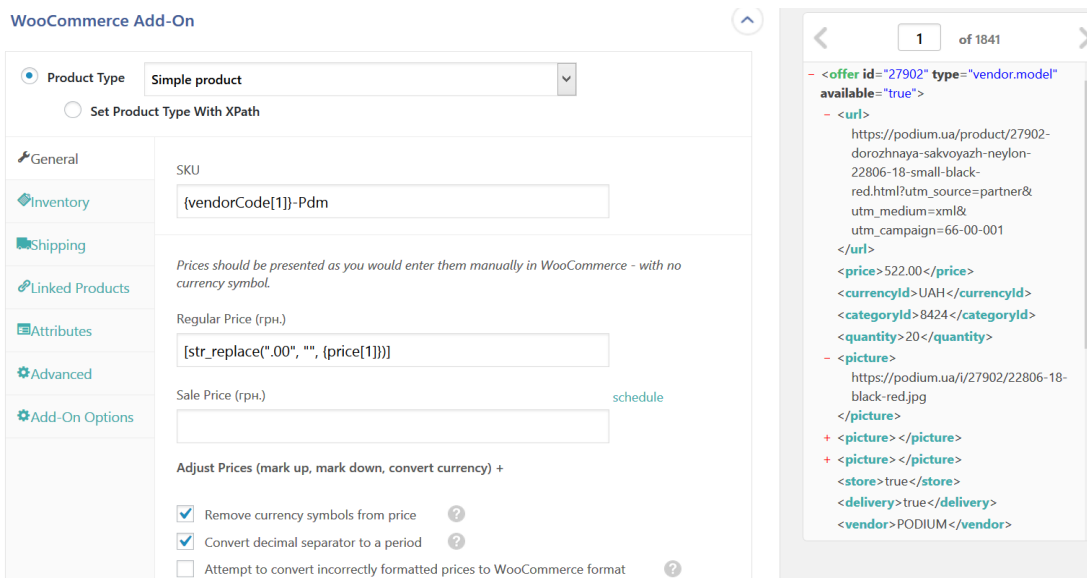 WooCommerce Add-On
Product Type
Simple product
Set Product Type With XPath
General
Inventory
Shipping
Linked Products
Attributes
Advanced
Add-On Options
SKU
{vendorCode[1]}-Pdm
Prices should be presented as you would enter them manually in WooCommerce - with no
currency symbol.
Regular Price (грн.)
[str_replace(".00", "", {price[1]})]
Sale Price (грн.)
schedule
Adjust Prices (mark up, mark down, convert currency) +
Remove currency symbols from price ?
Convert decimal separator to a period ?
Attempt to convert incorrectly formatted prices to WooCommerce format ?
1 of 1841
− <offer id="27902" type="vendor.model"
available="true">
− <url>
https://podium.ua/product/27902-
dorozhnaya-sakvoyazh-neylon-
22806-18-small-black-
red.html?utm_source=partner&
utm_medium=xml&
utm_campaign=66-00-001
</url>
<price>522.00</price>
<currencyId>UAH</currencyId>
<categoryId>8424</categoryId>
<quantity>20</quantity>
− <picture>
https://podium.ua/i/27902/22806-18-
black-red.jpg
</picture>
+ <picture></picture>
+ <picture></picture>
<store>true</store>
<delivery>true</delivery>
<vendor>PODIUM</vendor>